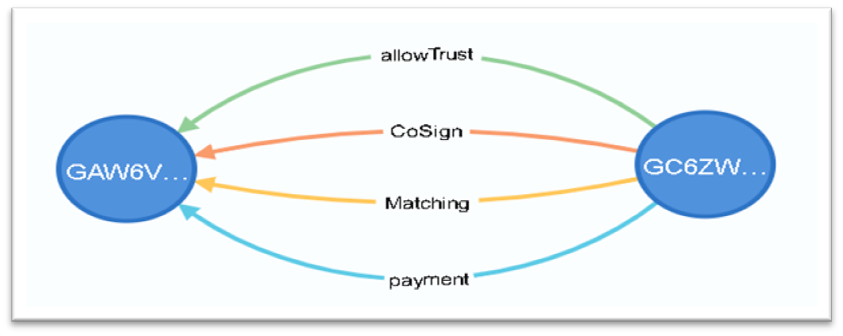 allowTrust
CoSign
GAW6V...
GC6ZW...
Matching
payment